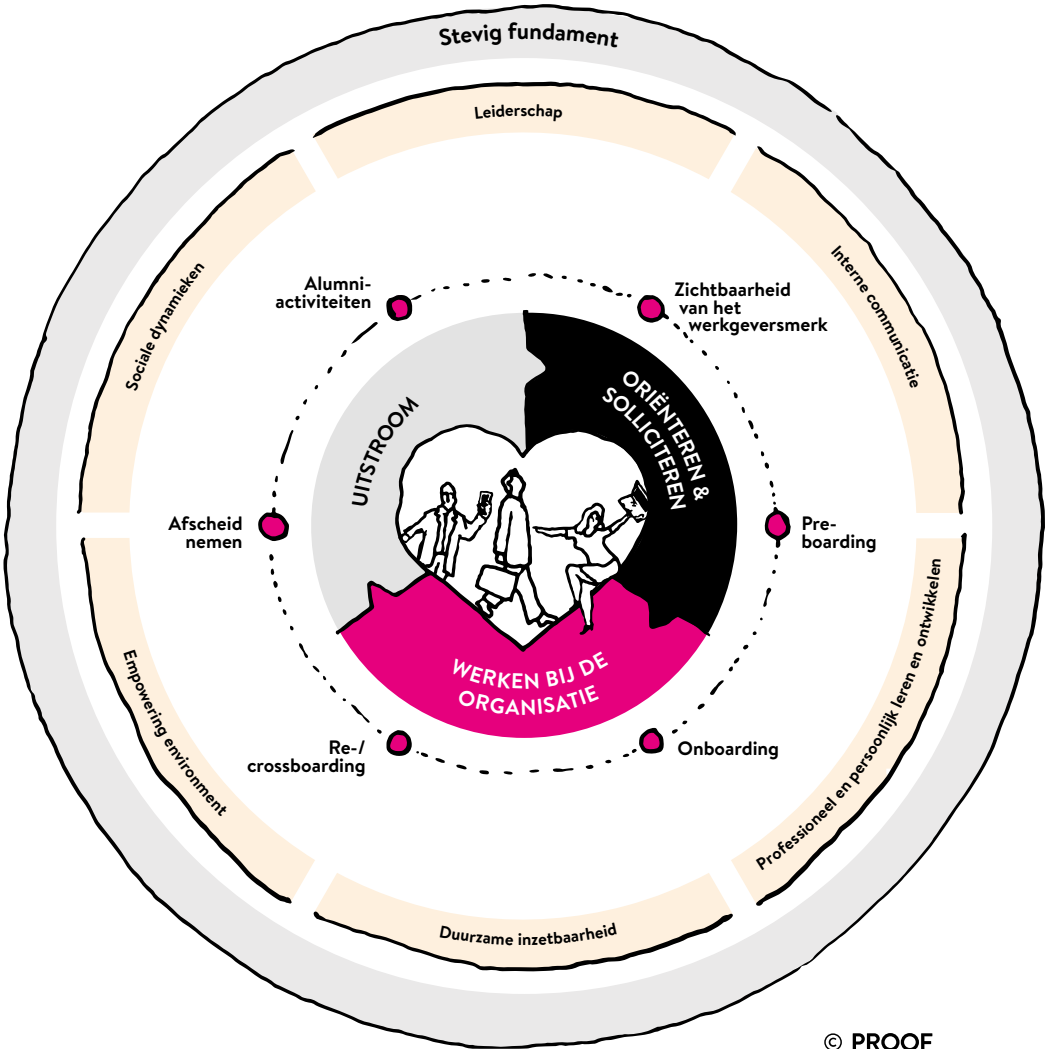 Stevig fundament
Leiderschap
Interne communicatie
Professioneel en persoonlijk leren en ontwikkelen
Duurzame inzetbaarheid
Empowering environment
Sociale dynamieken
Zichtbaarheid
van het
werkgeversmerk
Pre-
boarding
Onboarding
Re-/
crossboarding
Afscheid
nemen
Alumni-
activiteiten
ORIËNTEREN &
SOLLICITEREN
WERKEN BIJ DE
ORGANISATIE
UITSTROOM
© PROOF